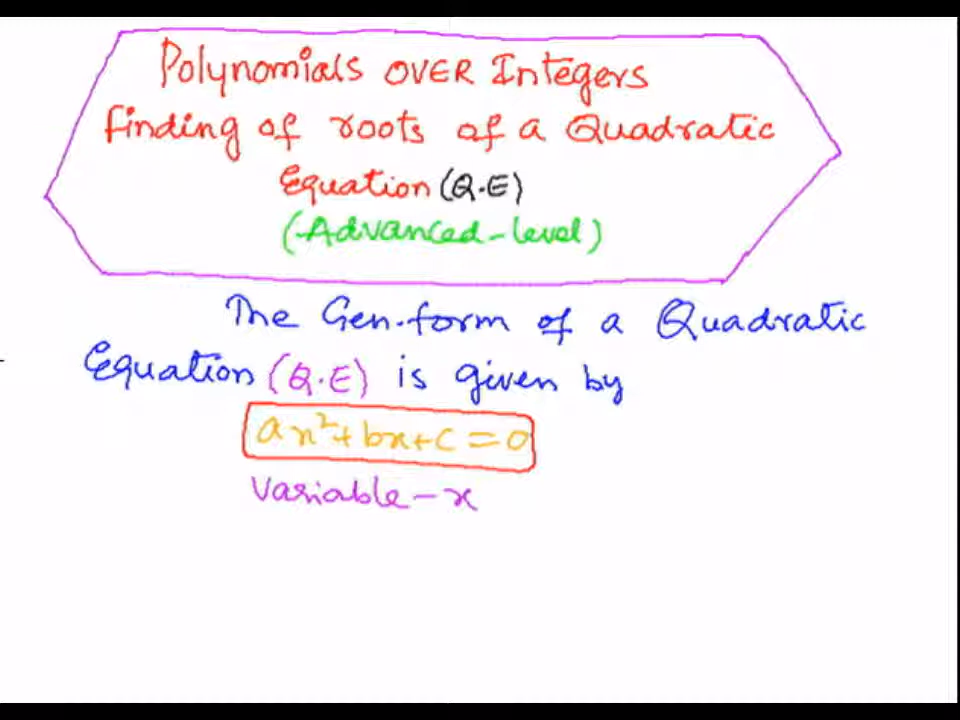 Polynomials OVER Integers
Finding of roots of a Quadratic
Equation (Q.E)
(Advanced-level)
The Gen.form of a Quadratic
Equation (Q.E) is given by
ax²+bx+c=0
Variable-x